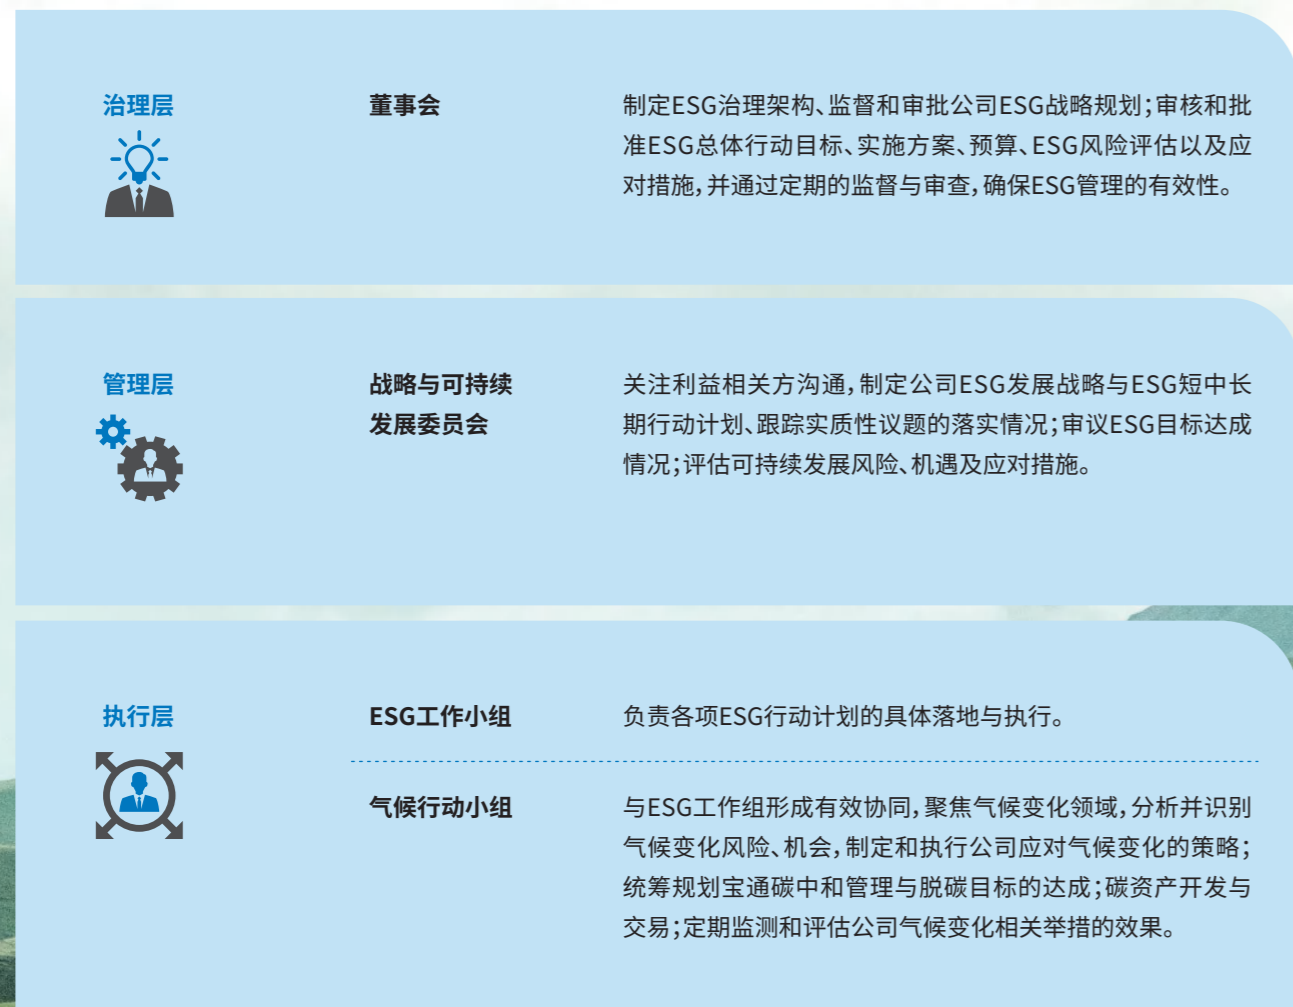 治理层
董事会
制定ESG治理架构、监督和审批公司ESG战略规划；审核和批
准ESG总体行动目标、实施方案、预算、ESG风险评估以及应
对措施，并通过定期的监督与审查，确保ESG管理的有效性。
管理层
战略与可持续
发展委员会
关注利益相关方沟通，制定公司ESG发展战略与ESG短中长
期行动计划、跟踪实质性议题的落实情况；审议ESG目标达成
情况；评估可持续发展风险、机遇及应对措施。
执行层
ESG工作小组
负责各项ESG行动计划的具体落地与执行。
气候行动小组
与ESG工作组形成有效协同，聚焦气候变化领域，分析并识别
气候变化风险、机会，制定和执行公司应对气候变化的策略；
统筹规划宝通碳中和管理与脱碳目标的达成；碳资产开发与
交易；定期监测和评估公司气候变化相关举措的效果。